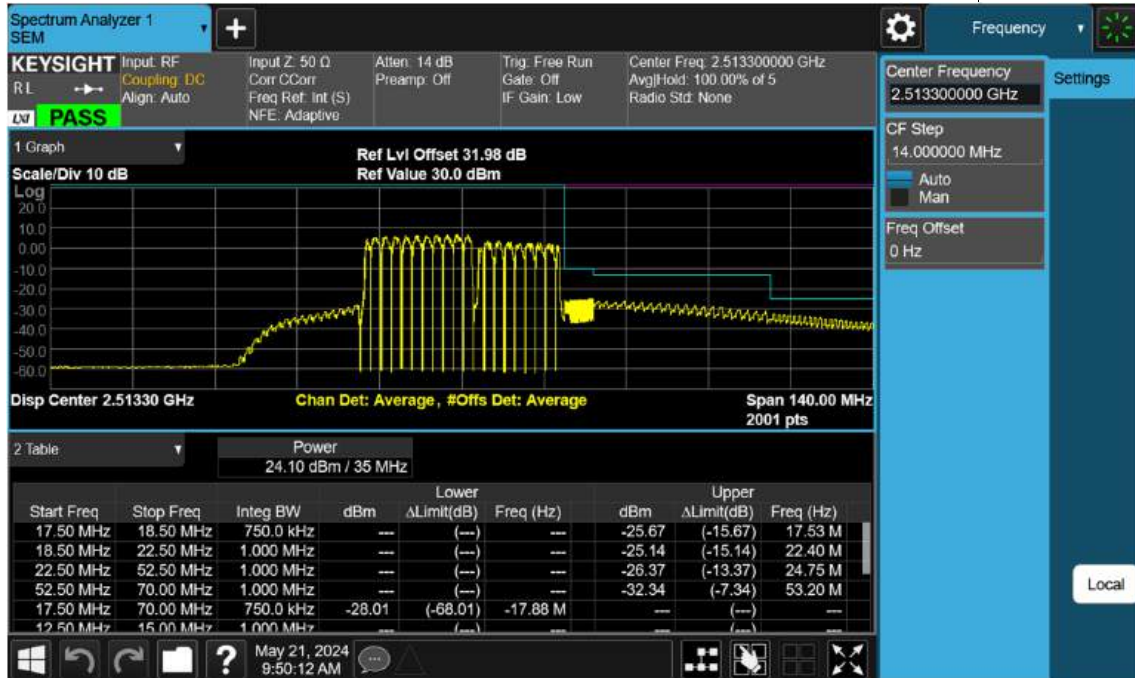 Spectrum Analyzer 1
SEM
Frequency
KEYSIGHT
Input: RF
Coupling: DC
Align: Auto
Input Z: 50 Ω
Corr CCorr
Freq Ref: Int (S)
NFE: Adaptive
Atten: 14 dB
Preamp: Off
Trig: Free Run
Gate: Off
IF Gain: Low
Center Freq: 2.513300000 GHz
Avg|Hold: 100.00% of 5
Radio Std: None
R L
LXI PASS
Center Frequency
2.513300000 GHz
Settings
CF Step
14.000000 MHz
Auto
Man
Freq Offset
0 Hz
1 Graph
Ref Lvl Offset 31.98 dB
Scale/Div 10 dB
Ref Value 30.0 dBm
Log
20.0
10.0
0.00
-10.0
-20.0
-30.0
-40.0
-50.0
-60.0
Disp Center 2.51330 GHz
Chan Det: Average, #Offs Det: Average
Span 140.00 MHz
2001 pts
2 Table
Power
24.10 dBm / 35 MHz
Lower Upper
Start Freq Stop Freq Integ BW dBm ΔLimit(dB) Freq (Hz) dBm ΔLimit(dB) Freq (Hz)
17.50 MHz 18.50 MHz 750.0 kHz --- (---) --- -25.67 (-15.67) 17.53 M
18.50 MHz 22.50 MHz 1.000 MHz --- (---) --- -25.14 (-15.14) 22.40 M
22.50 MHz 52.50 MHz 1.000 MHz --- (---) --- -26.37 (-13.37) 24.75 M
52.50 MHz 70.00 MHz 1.000 MHz --- (---) --- -32.34 (-7.34) 53.20 M
17.50 MHz 70.00 MHz 750.0 kHz -28.01 (-68.01) -17.88 M --- (---) ---
12.50 MHz 15.00 MHz 1.000 MHz --- (---) --- --- (---) ---
Local
?
May 21, 2024
9:50:12 AM